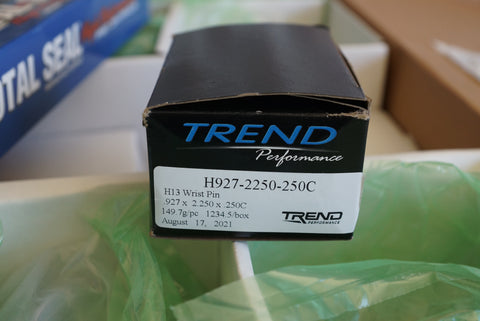 OTAL SEAL
TREND
Performance
H927-2250-250C
H13 Wrist Pin
.927 x 2.250 x .250C
149.7g/pc 1234.5/box
August 17, 2021
TREND
PERFORMANCE